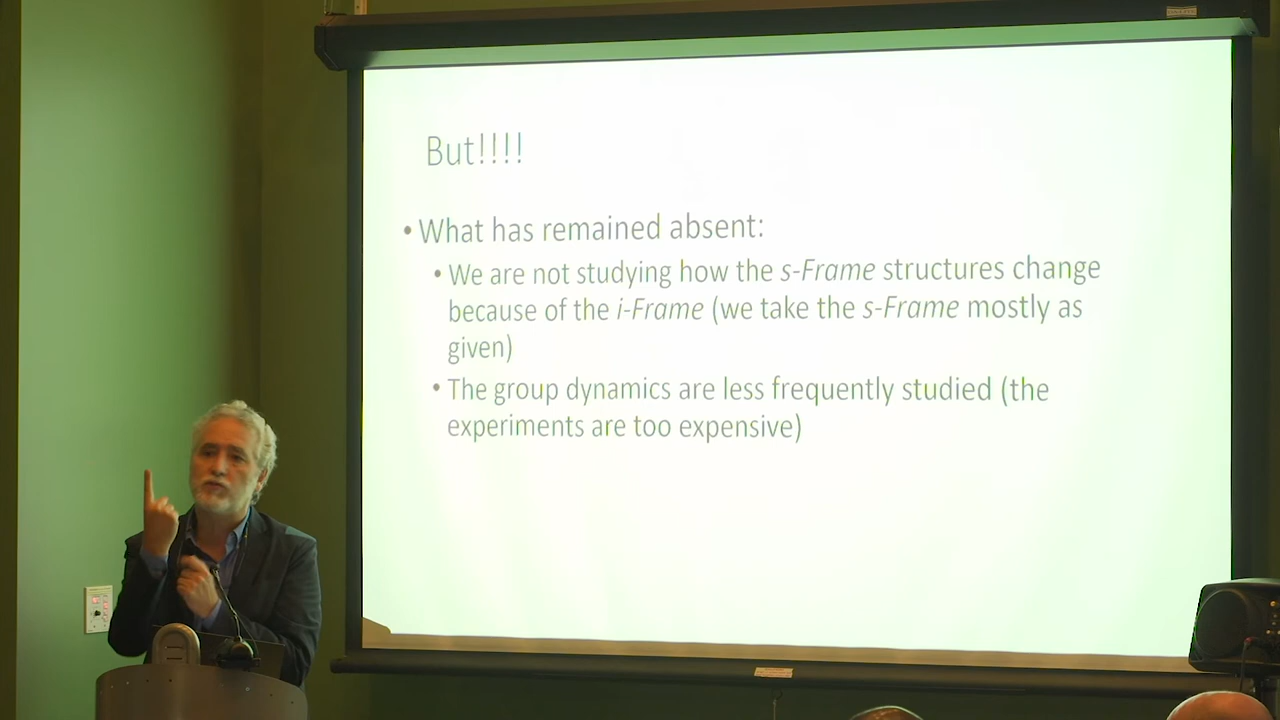 But!!!!
• What has remained absent:
• We are not studying how the s-Frame structures change
because of the i-Frame (we take the s-Frame mostly as
given)
• The group dynamics are less frequently studied (the
experiments are too expensive)